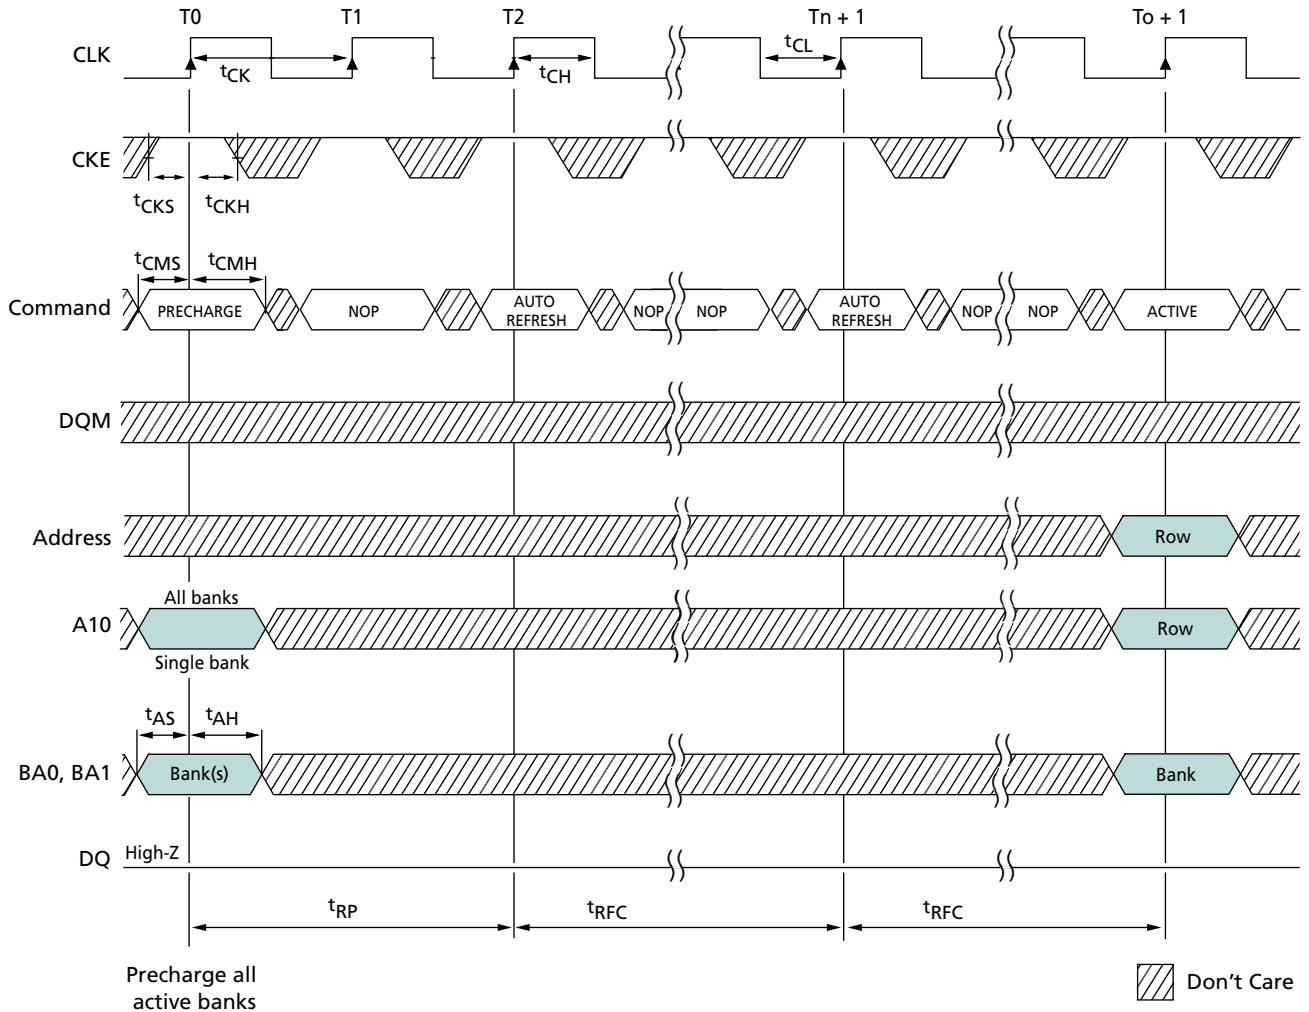 T0 T1 T2 Tn + 1 To + 1
CLK
tCK tCH tCL
CKE
tCKS tCKH
tCMS tCMH
Command PRECHARGE NOP AUTO REFRESH NOP NOP AUTO REFRESH NOP NOP ACTIVE
DQM
Address Row
All banks
A10 Row
Single bank
tAS tAH
BA0, BA1 Bank(s) Bank
DQ High-Z
tRP tRFC tRFC
Precharge all
active banks
Don't Care